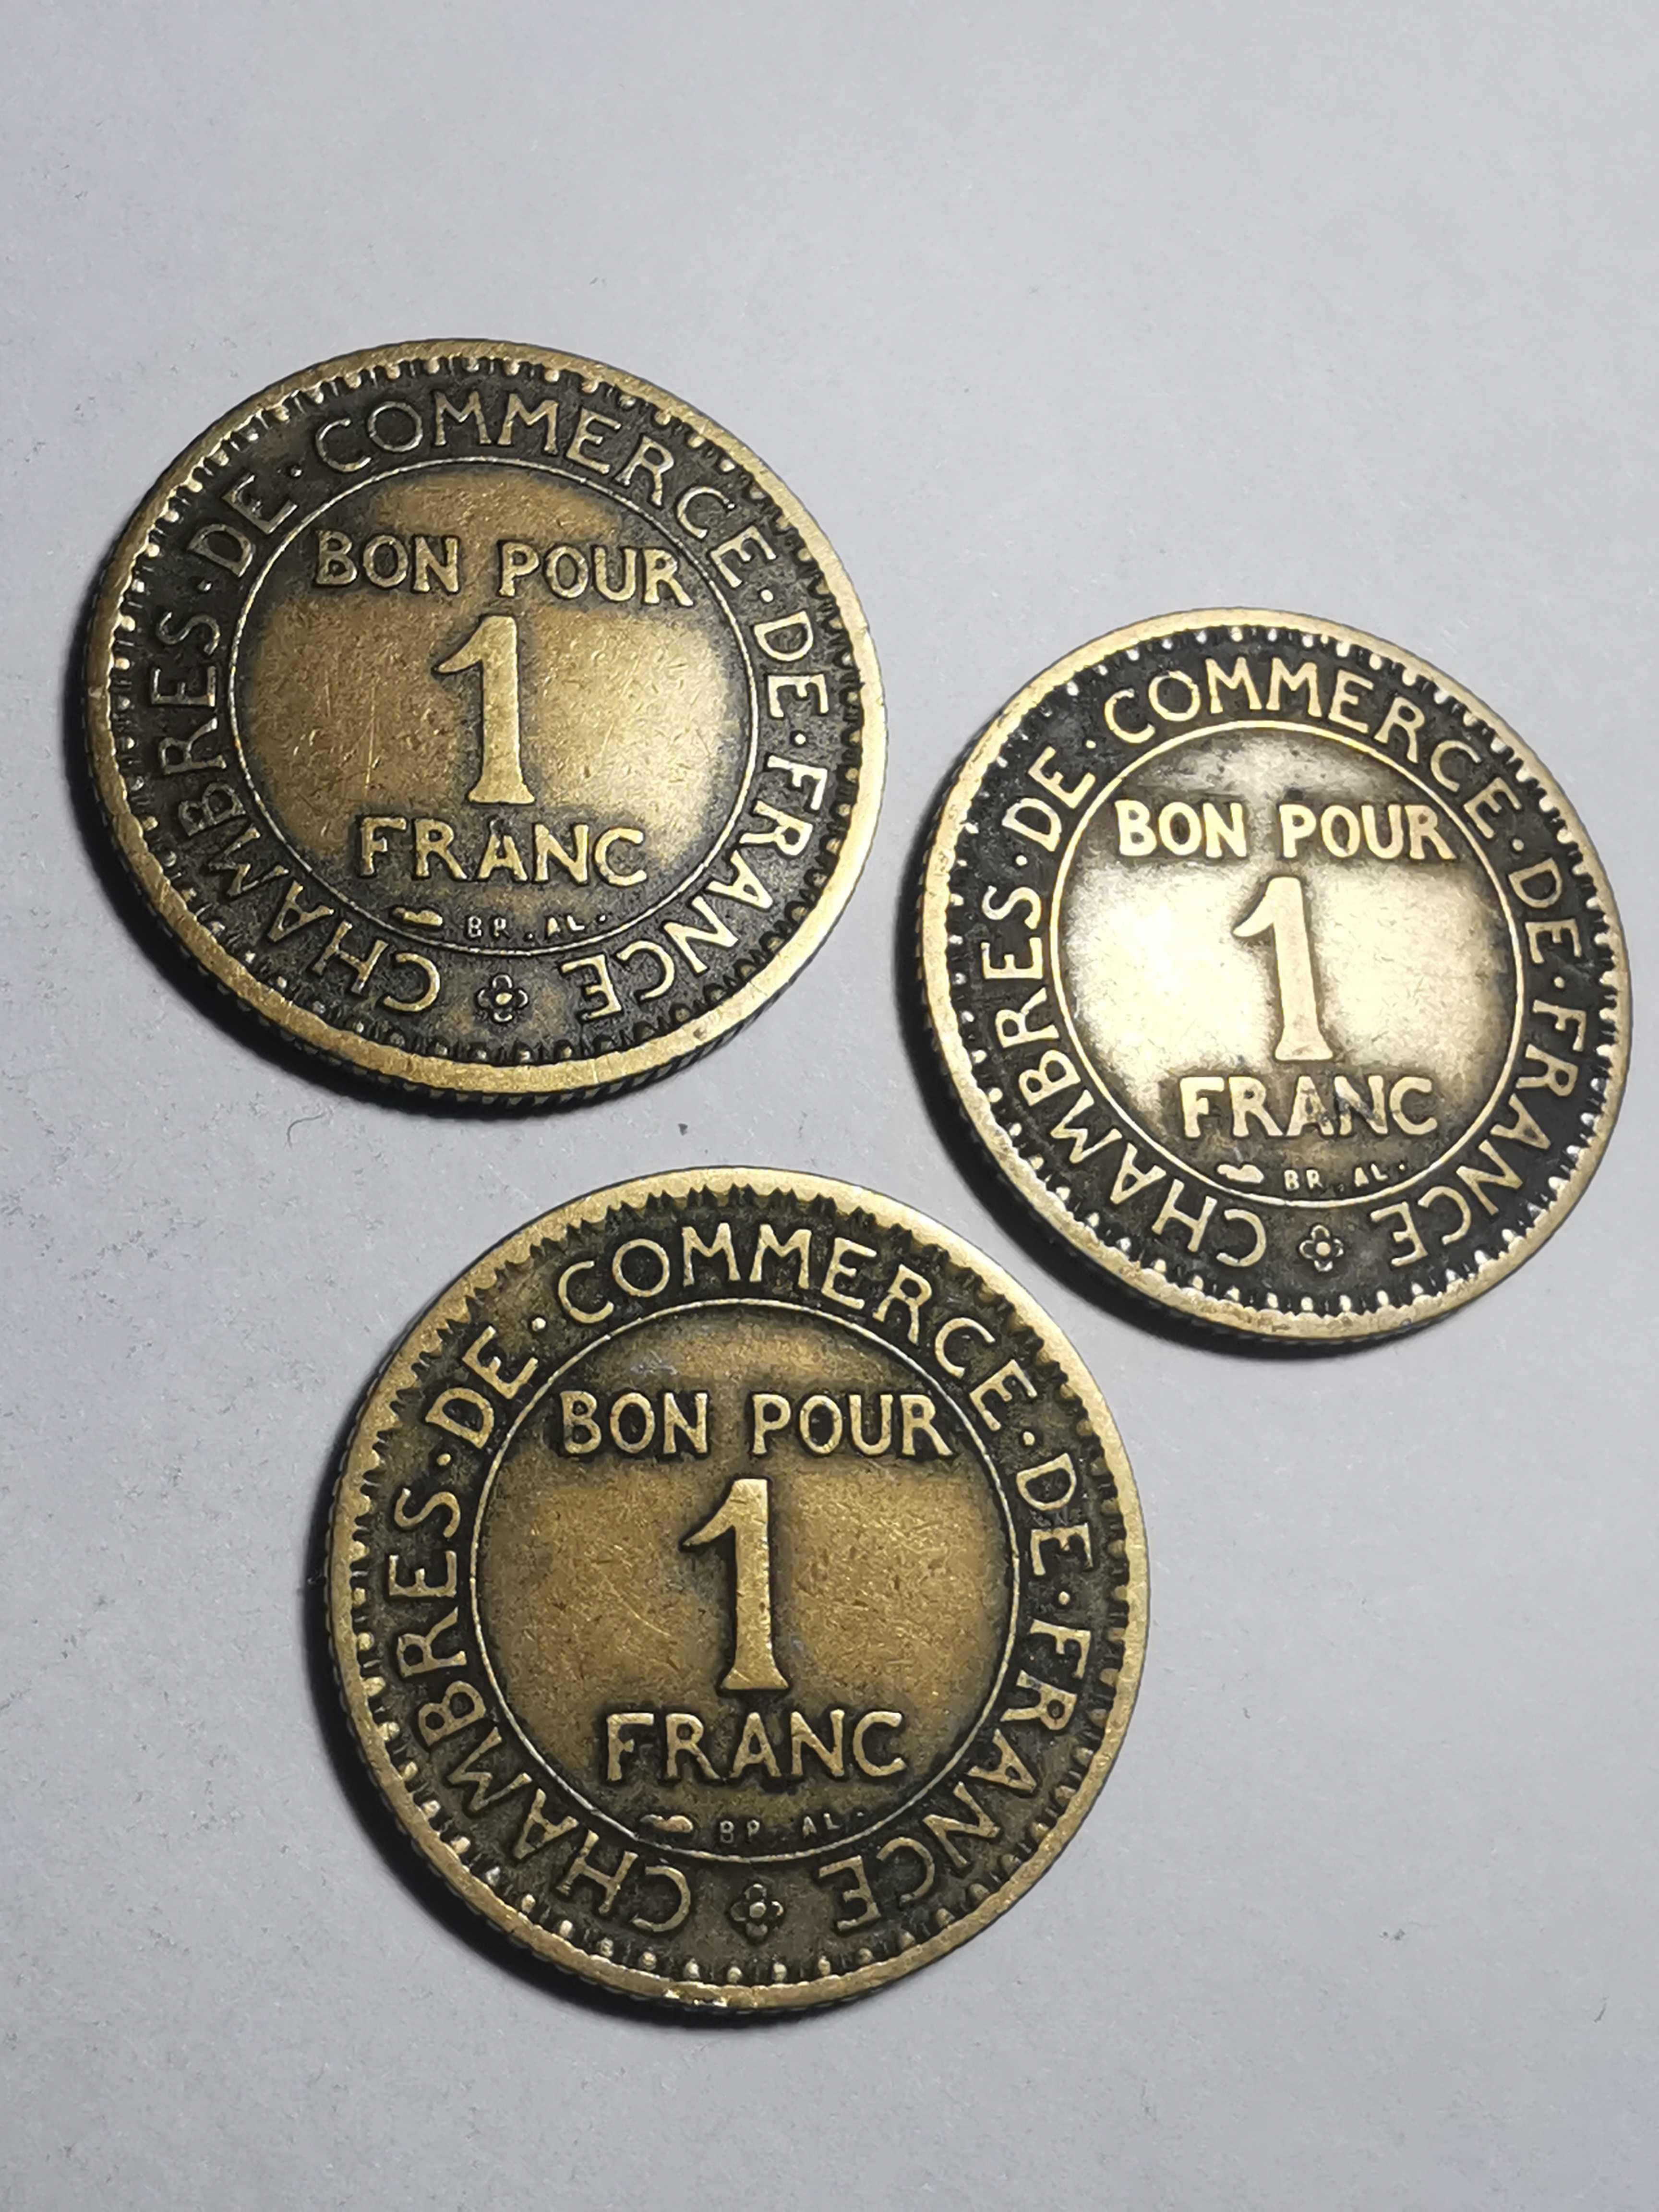 CHAMBRES · DE · COMMERCE · DE · FRANCE
BON POUR
1
FRANC
BR . AL .
CHAMBRES · DE · COMMERCE · DE · FRANCE
BON POUR
1
FRANC
BR . AL .
CHAMBRES · DE · COMMERCE · DE · FRANCE
BON POUR
1
FRANC
BR . AL .